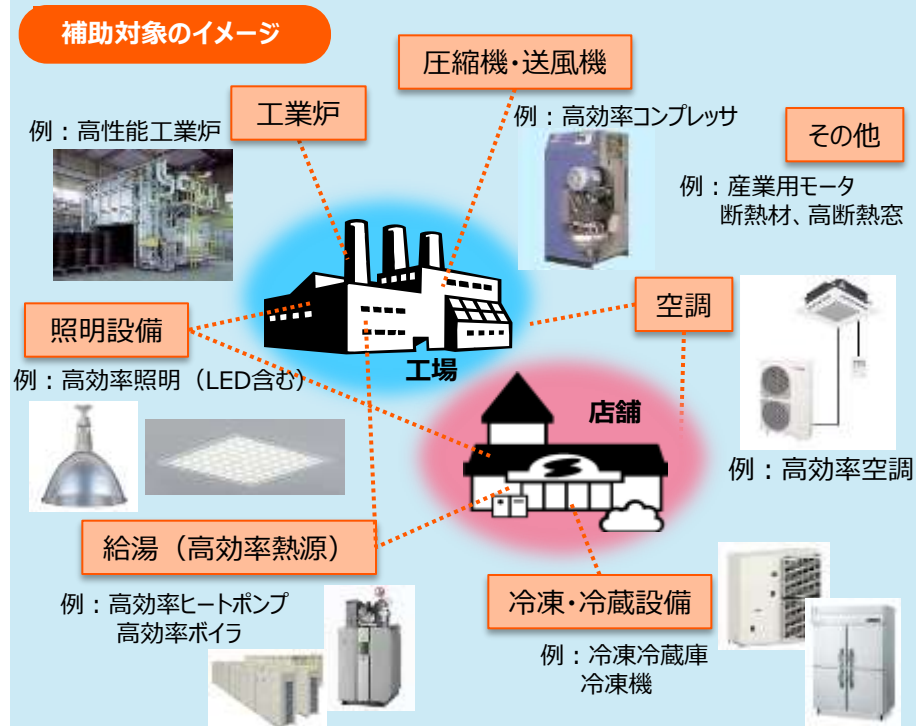 補助対象のイメージ
圧縮機・送風機
工業炉
例：高性能工業炉
例：高効率コンプレッサ
その他
例：産業用モータ
断熱材、高断熱窓
空調
照明設備
工場
例：高効率照明（LED含む）
店舗
例：高効率空調
給湯（高効率熱源）
冷凍・冷蔵設備
例：高効率ヒートポンプ
高効率ボイラ
例：冷凍冷蔵庫
冷凍機